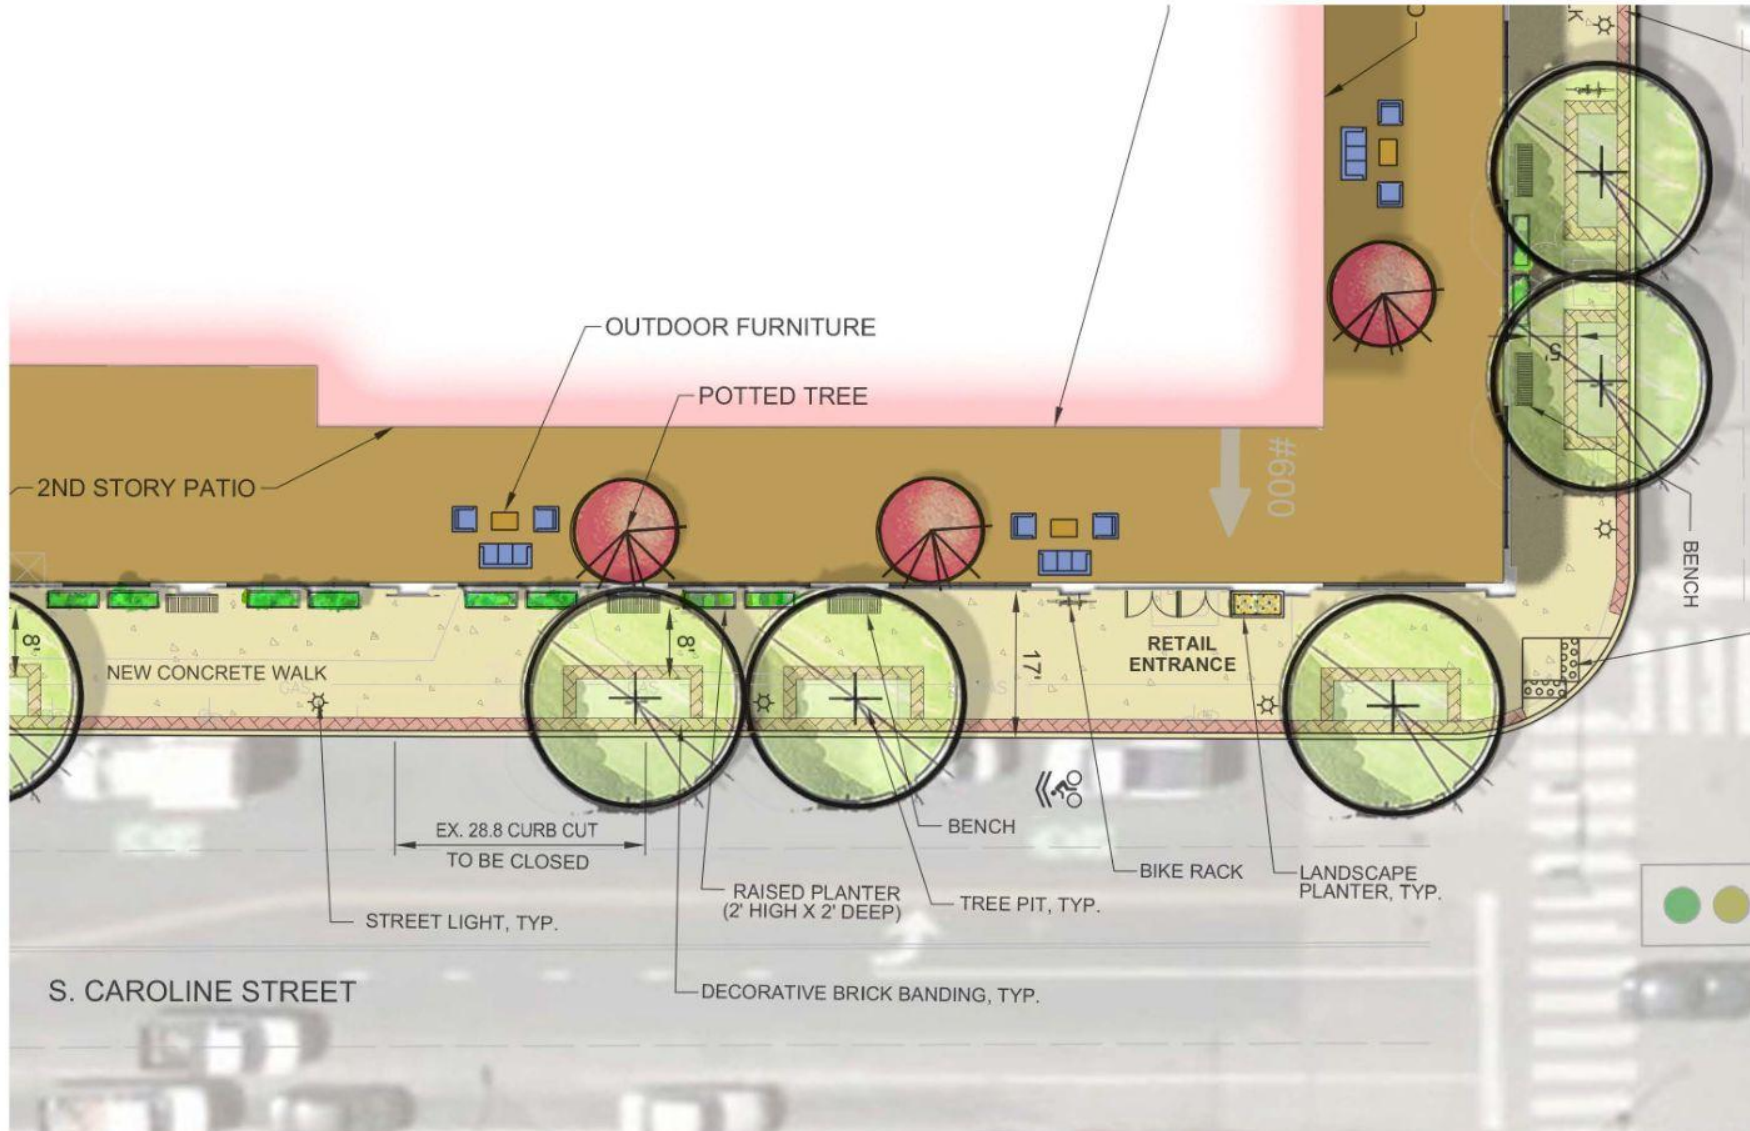 OUTDOOR FURNITURE
POTTED TREE
2ND STORY PATIO
#600
5'
BENCH
8'
8'
17'
NEW CONCRETE WALK
GAS
RETAIL
ENTRANCE
EX. 28.8 CURB CUT
TO BE CLOSED
BENCH
BIKE RACK
LANDSCAPE
PLANTER, TYP.
RAISED PLANTER
(2' HIGH X 2' DEEP)
TREE PIT, TYP.
STREET LIGHT, TYP.
S. CAROLINE STREET
DECORATIVE BRICK BANDING, TYP.